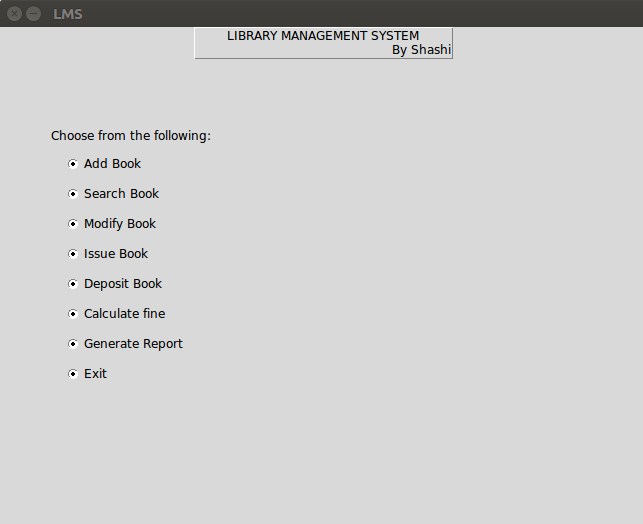 LMS
LIBRARY MANAGEMENT SYSTEM
By Shashi
Choose from the following:
Add Book
Search Book
Modify Book
Issue Book
Deposit Book
Calculate fine
Generate Report
Exit